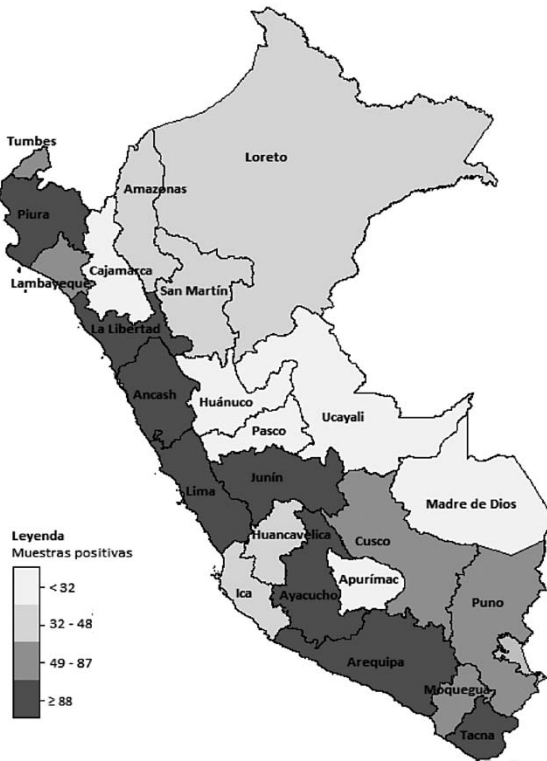 Loreto
Tumbes
Amazonas
Piura
Cajamarca
Lambayeque
San Martín
La Libertad
Ancash
Huánuco
Ucayali
Pasco
Junín
Lima
Madre de Dios
Huancavelica
Cusco
Apurímac
Ica
Ayacucho
Puno
Arequipa
Moquegua
Tacna
Leyenda
Muestras positivas
< 32
32 - 48
49 - 87
≥ 88